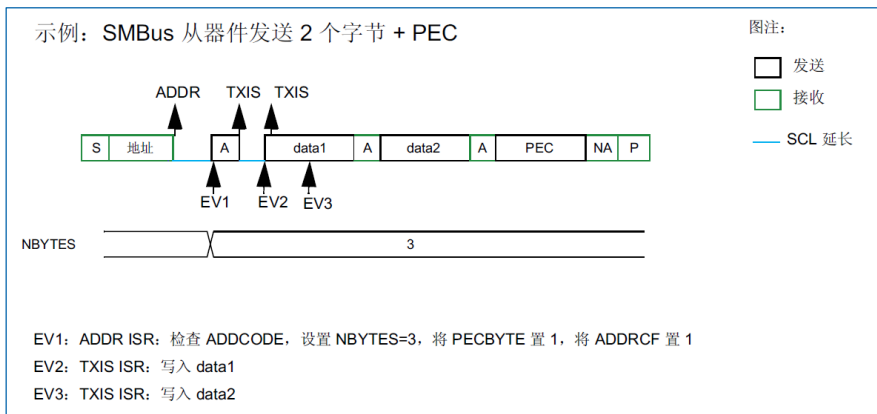 示例：SMBus 从器件发送 2 个字节 + PEC
图注：
发送
接收
SCL 延长
ADDR TXIS TXIS
S 地址 A data1 A data2 A PEC NA P
EV1 EV2 EV3
NBYTES 3
EV1：ADDR ISR：检查 ADDCODE，设置 NBYTES=3，将 PECBYTE 置 1，将 ADDRCF 置 1
EV2：TXIS ISR：写入 data1
EV3：TXIS ISR：写入 data2